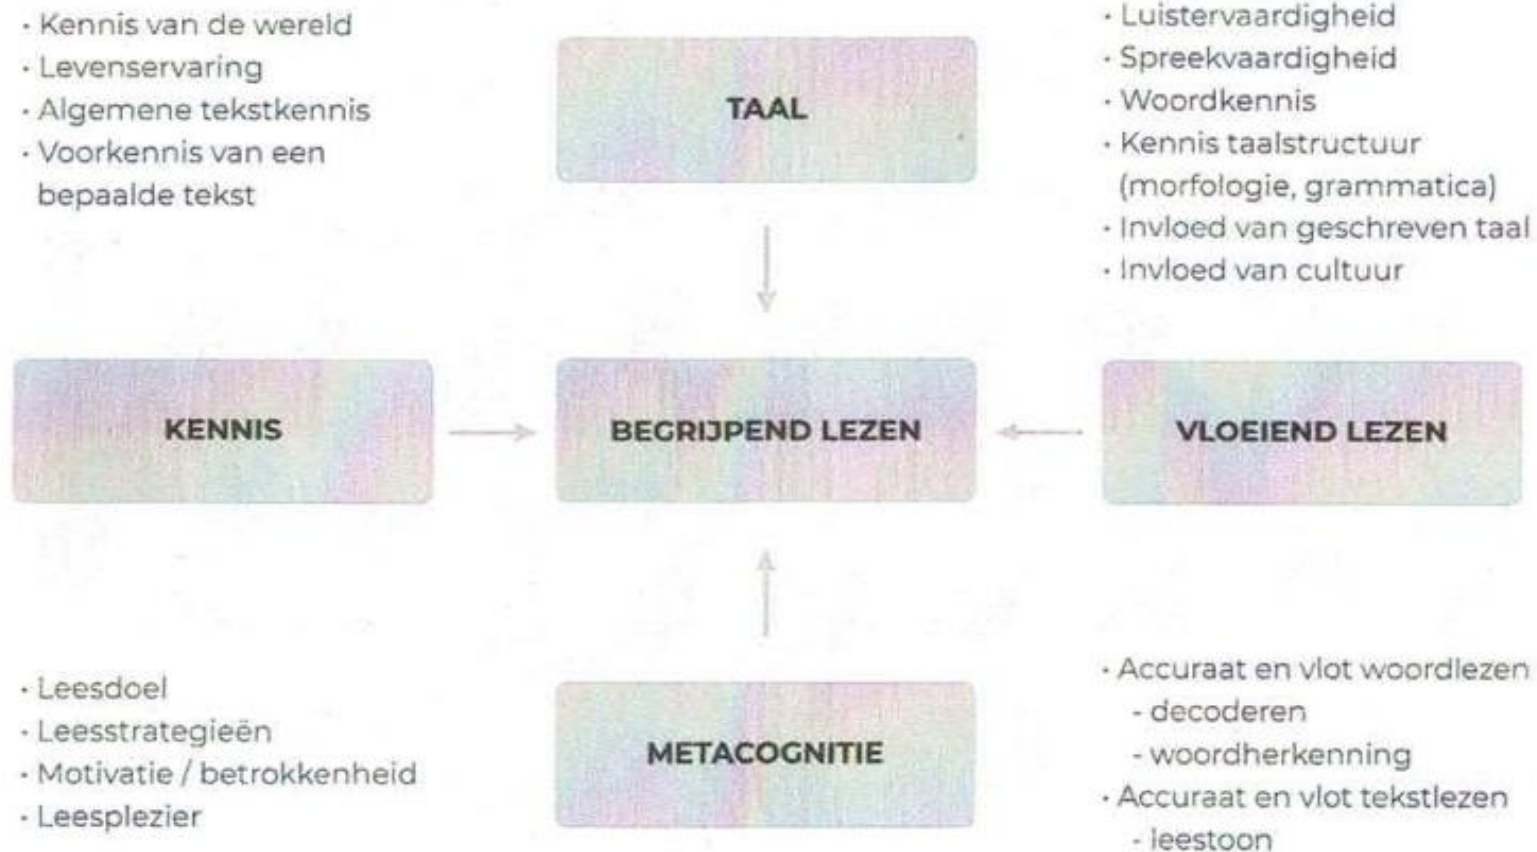 · Kennis van de wereld
· Levenservaring
· Algemene tekstkennis
· Voorkennis van een
bepaalde tekst
TAAL
· Luistervaardigheid
· Spreekvaardigheid
· Woordkennis
· Kennis taalstructuur
(morfologie, grammatica)
· Invloed van geschreven taal
· Invloed van cultuur
KENNIS
BEGRIJPEND LEZEN
VLOEIEND LEZEN
· Leesdoel
· Leesstrategieën
· Motivatie / betrokkenheid
· Leesplezier
METACOGNITIE
· Accuraat en vlot woordlezen
- decoderen
- woordherkenning
· Accuraat en vlot tekstlezen
- leestoon